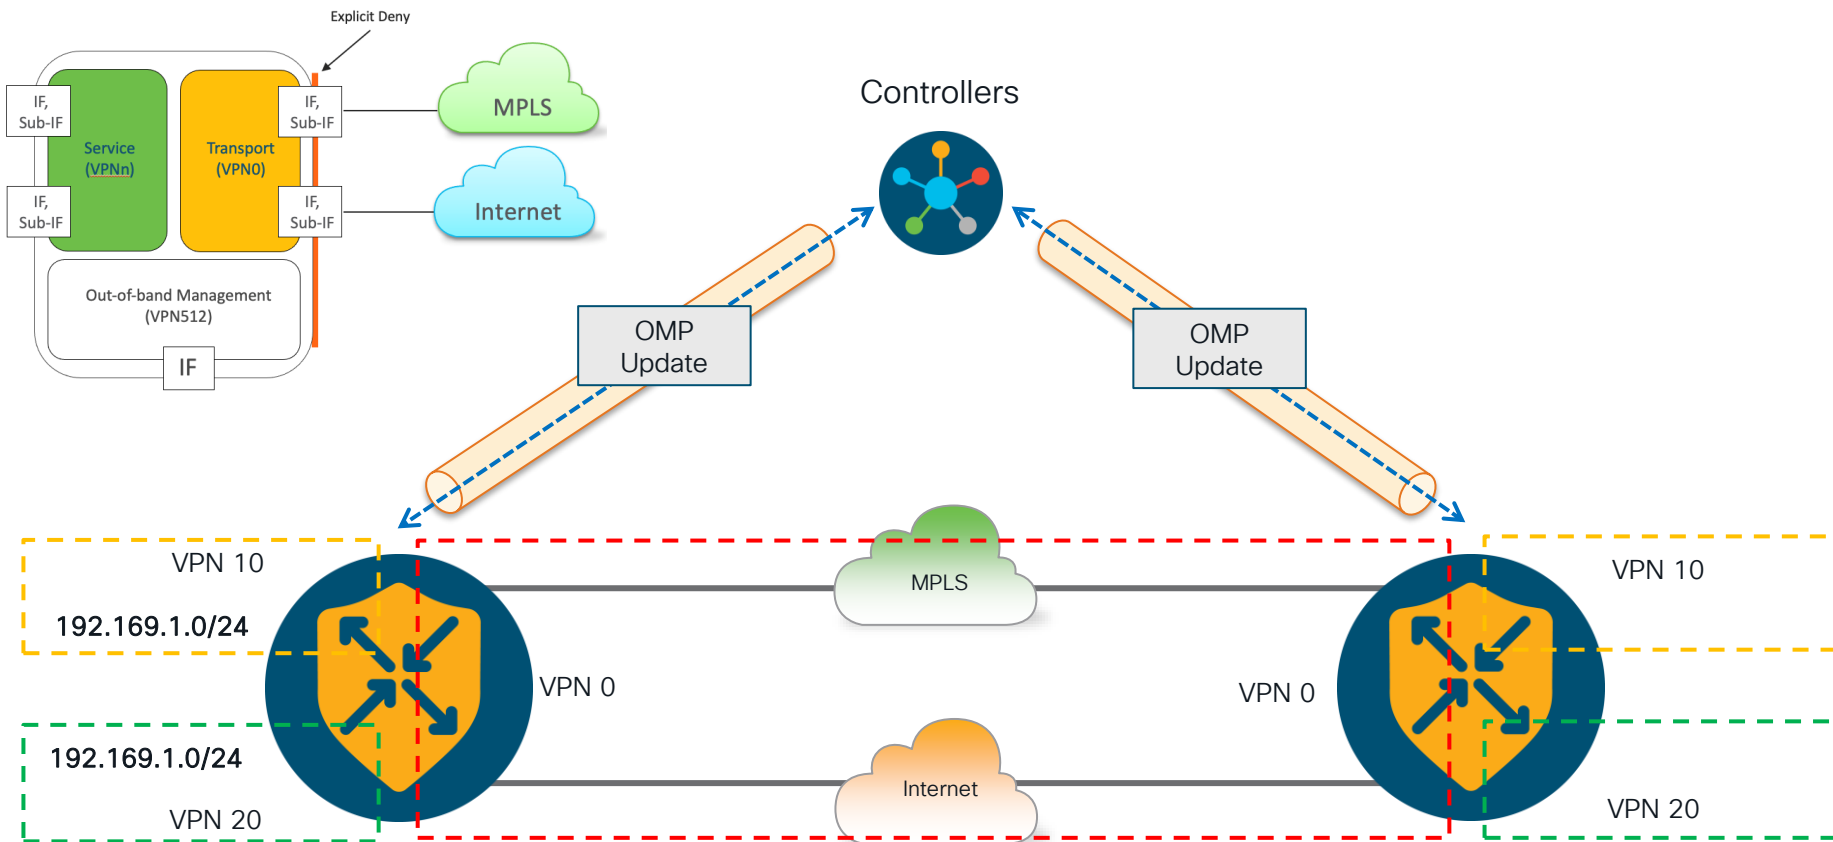 Explicit Deny
IF,
Sub-IF
Service
(VPNn)
Transport
(VPN0)
IF,
Sub-IF
MPLS
IF,
Sub-IF
IF,
Sub-IF
Internet
Out-of-band Management
(VPN512)
IF
Controllers
OMP
Update
OMP
Update
VPN 10
192.169.1.0/24
VPN 0
192.169.1.0/24
VPN 20
MPLS
Internet
VPN 10
VPN 0
VPN 20